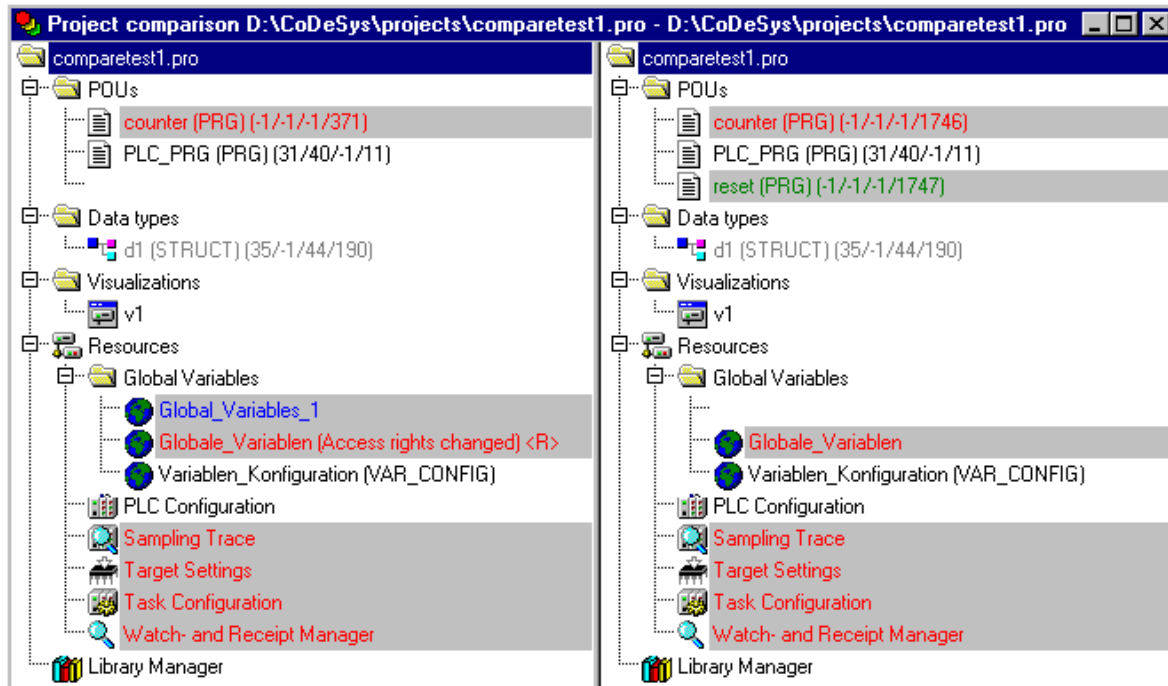 Project comparison D:\CoDeSys\projects\comparetest1.pro - D:\CoDeSys\projects\comparetest1.pro
comparetest1.pro
POUs
counter (PRG) (-1/-1/-1/371)
PLC_PRG (PRG) (31/40/-1/11)
Data types
d1 (STRUCT) (35/-1/44/190)
Visualizations
v1
Resources
Global Variables
Global_Variables_1
Globale_Variablen (Access rights changed) <R>
Variablen_Konfiguration (VAR_CONFIG)
PLC Configuration
Sampling Trace
Target Settings
Task Configuration
Watch- and Receipt Manager
Library Manager
comparetest1.pro
POUs
counter (PRG) (-1/-1/-1/1746)
PLC_PRG (PRG) (31/40/-1/11)
reset (PRG) (-1/-1/-1/1747)
Data types
d1 (STRUCT) (35/-1/44/190)
Visualizations
v1
Resources
Global Variables
Globale_Variablen
Variablen_Konfiguration (VAR_CONFIG)
PLC Configuration
Sampling Trace
Target Settings
Task Configuration
Watch- and Receipt Manager
Library Manager